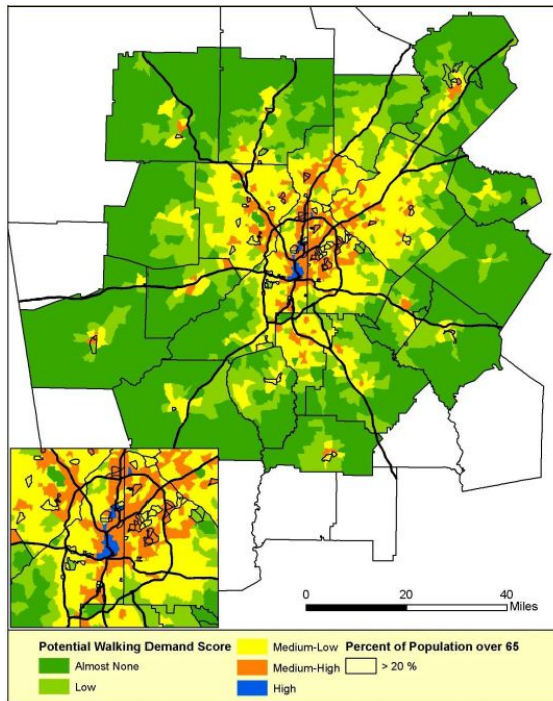 0 20 40
Miles
Potential Walking Demand Score
Almost None
Low
Medium-Low
Medium-High
High
Percent of Population over 65
> 20 %